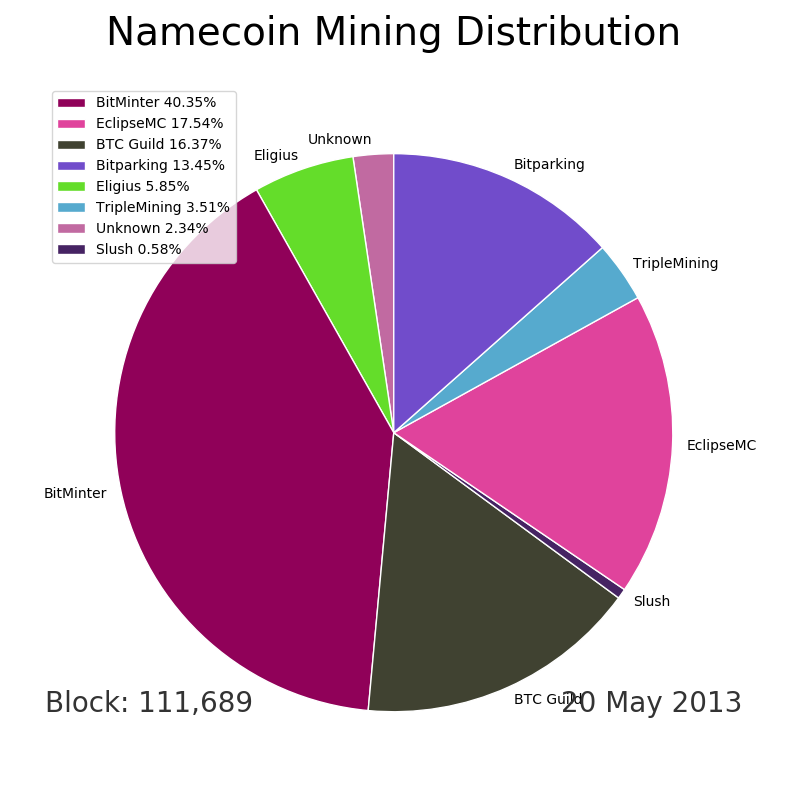 Namecoin Mining Distribution
BitMinter 40.35%
EclipseMC 17.54%
BTC Guild 16.37%
Bitparking 13.45%
Eligius 5.85%
TripleMining 3.51%
Unknown 2.34%
Slush 0.58%
Unknown
Eligius
Bitparking
TripleMining
EclipseMC
BitMinter
Slush
BTC Guild
Block: 111,689
20 May 2013